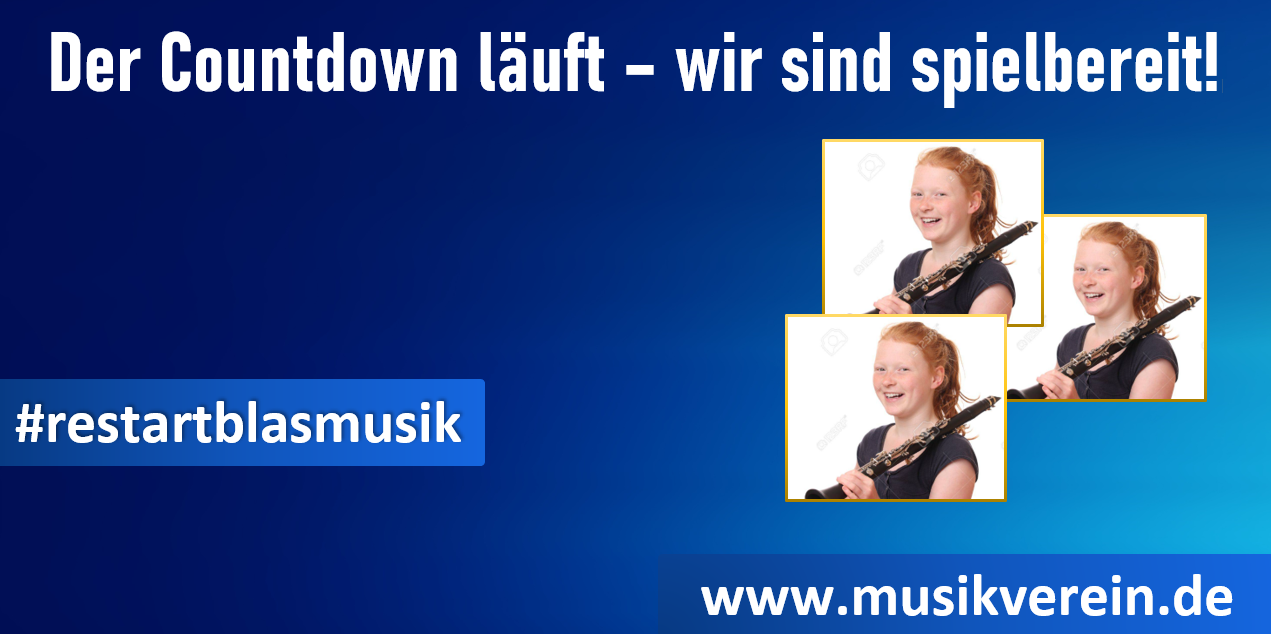 Der Countdown läuft – wir sind spielbereit!
#restartblasmusik
www.musikverein.de